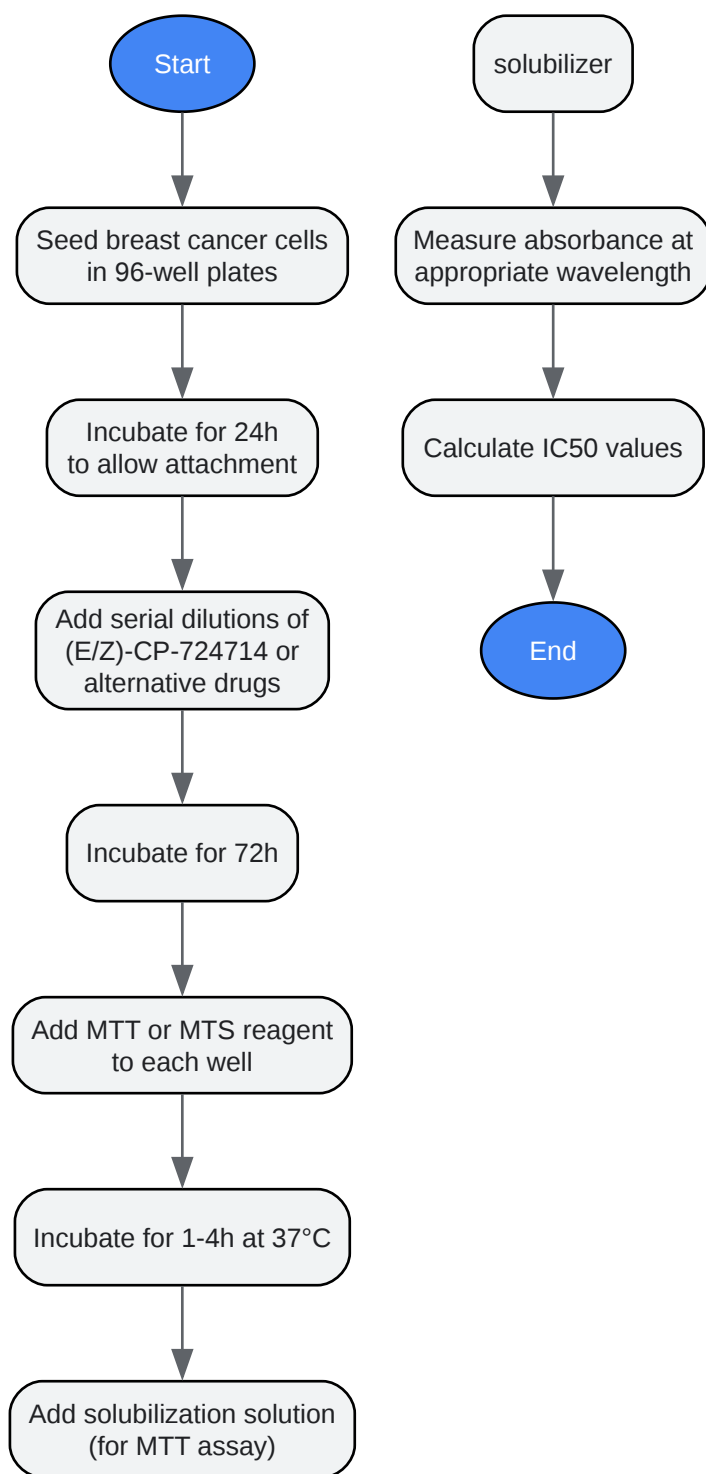 Start
Seed breast cancer cells
in 96-well plates
Incubate for 24h
to allow attachment
Add serial dilutions of
(E/Z)-CP-724714 or
alternative drugs
Incubate for 72h
Add MTT or MTS reagent
to each well
Incubate for 1-4h at 37°C
Add solubilization solution
(for MTT assay)
solubilizer
Measure absorbance at
appropriate wavelength
Calculate IC50 values
End